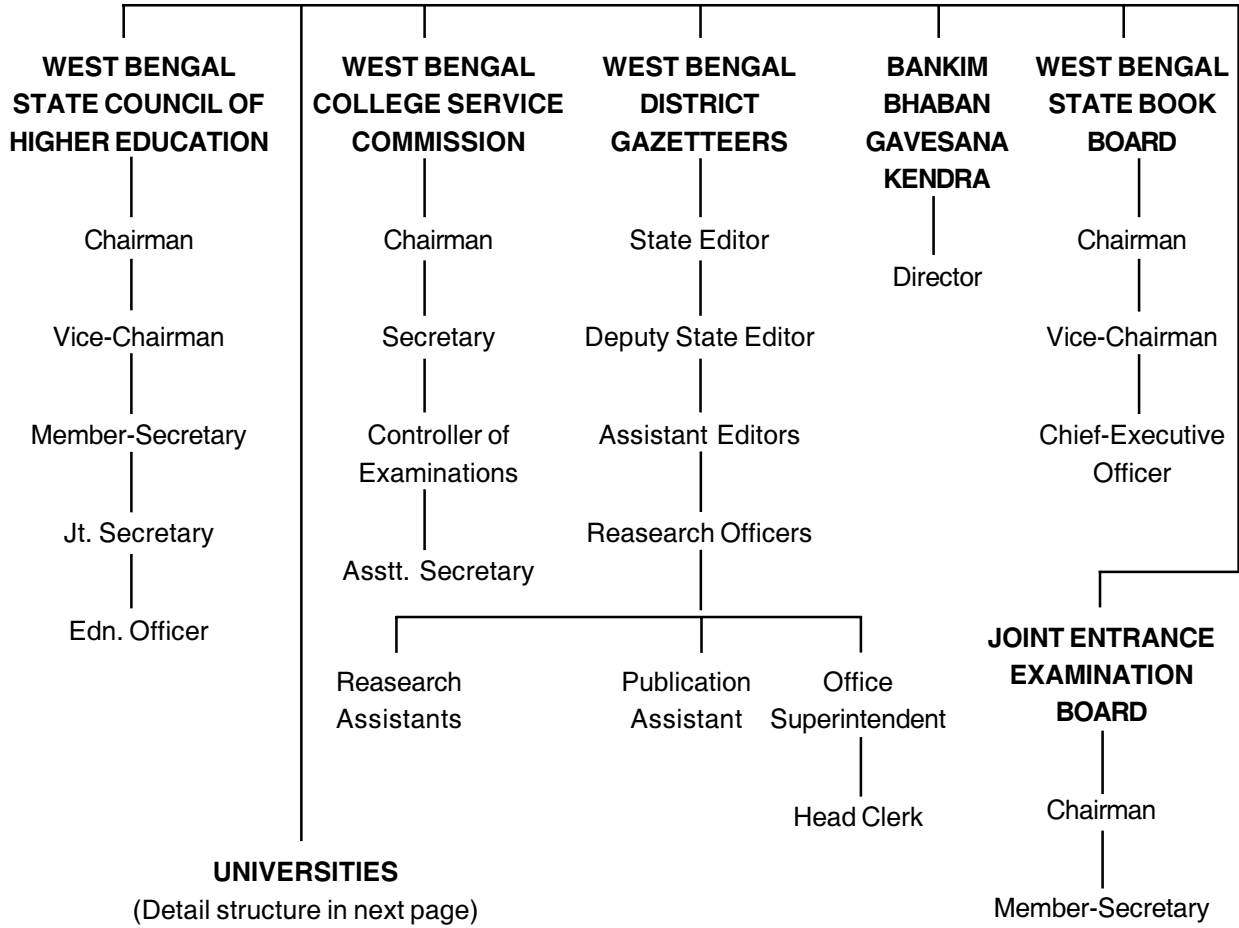 WEST BENGAL
STATE COUNCIL OF
HIGHER EDUCATION
Chairman
Vice-Chairman
Member-Secretary
Jt. Secretary
Edn. Officer
UNIVERSITIES
(Detail structure in next page)
WEST BENGAL
COLLEGE SERVICE
COMMISSION
Chairman
Secretary
Controller of
Examinations
Asstt. Secretary
WEST BENGAL
DISTRICT
GAZETTEERS
State Editor
Deputy State Editor
Assistant Editors
Reasearch Officers
Reasearch
Assistants
Publication
Assistant
Office
Superintendent
Head Clerk
BANKIM
BHABAN
GAVESANA
KENDRA
Director
WEST BENGAL
STATE BOOK
BOARD
Chairman
Vice-Chairman
Chief-Executive
Officer
JOINT ENTRANCE
EXAMINATION
BOARD
Chairman
Member-Secretary